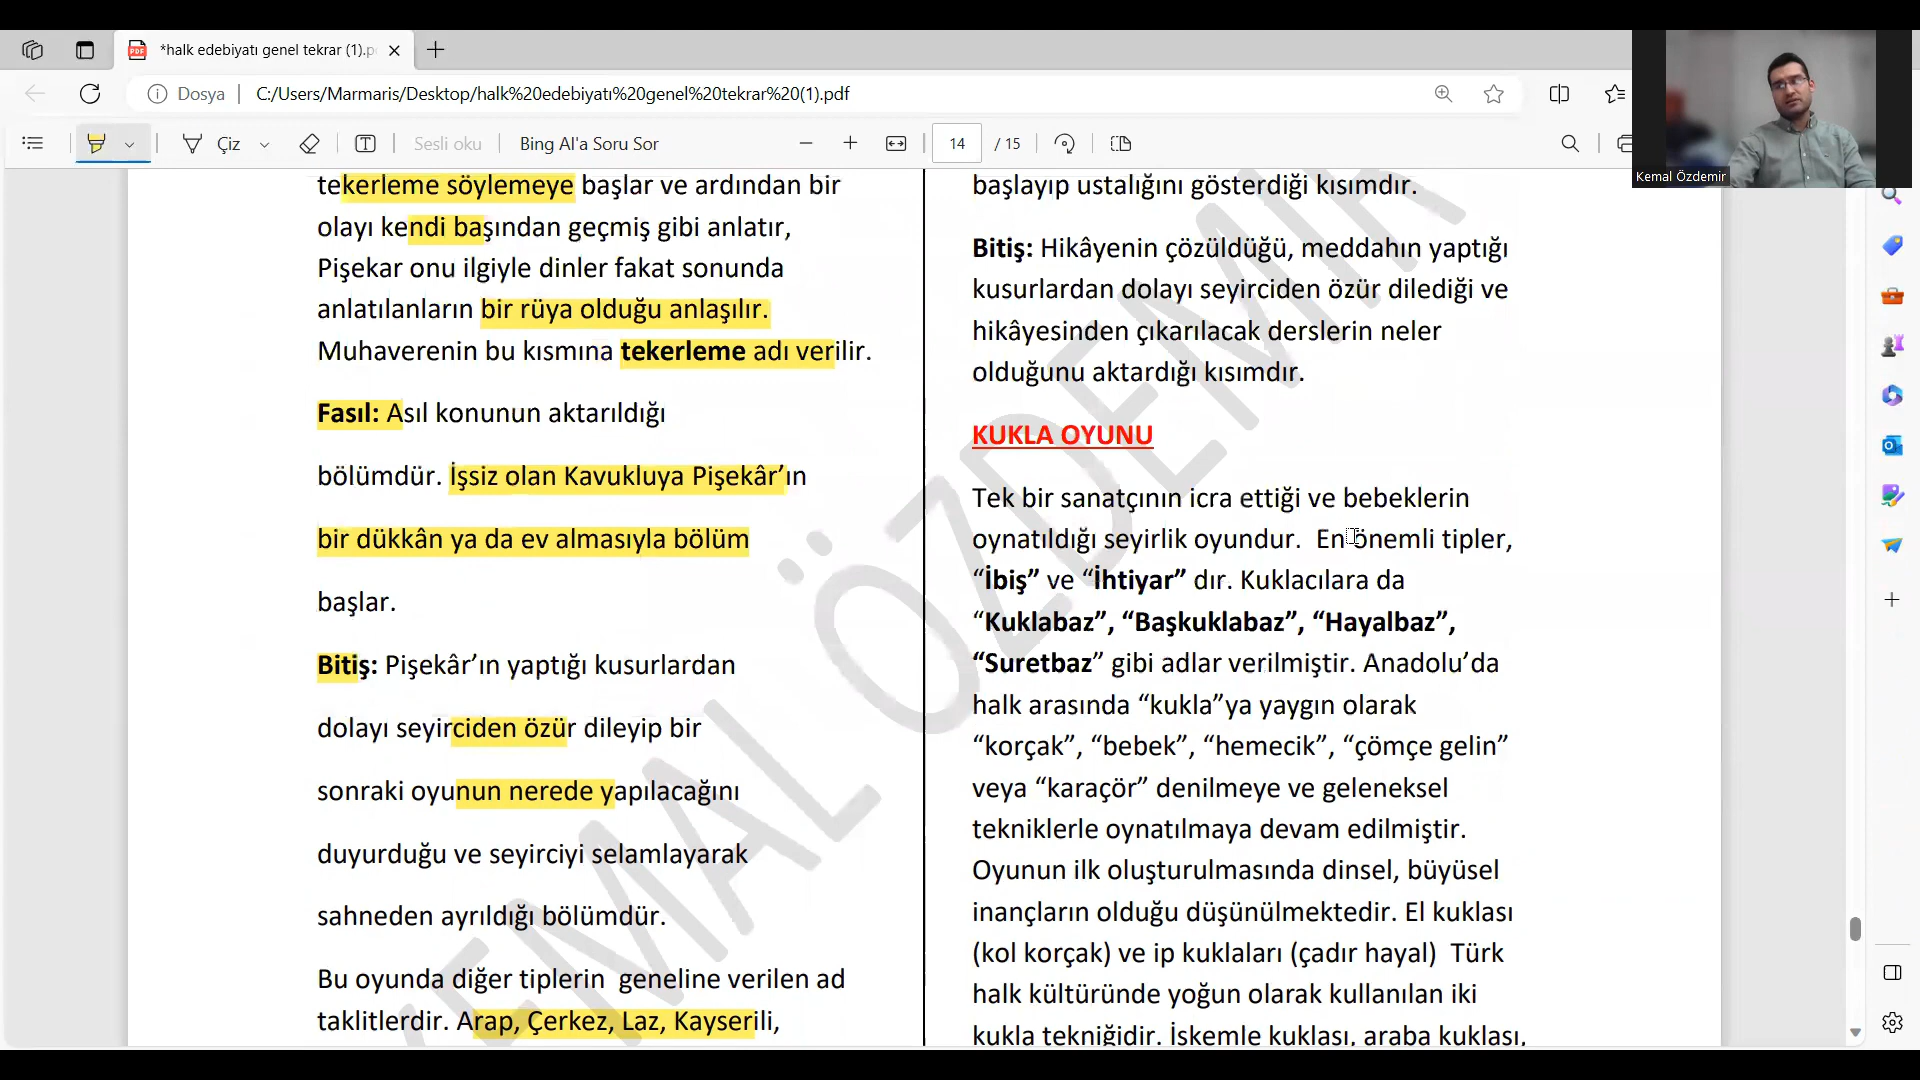 *halk edebiyatı genel tekrar (1).p
Dosya
C:/Users/Marmaris/Desktop/halk%20edebiyatı%20genel%20tekrar%20(1).pdf
Çiz
Sesli oku
Bing AI'a Soru Sor
14
/ 15
Kemal Özdemir
tekerleme söylemeye başlar ve ardından bir
olayı kendi başından geçmiş gibi anlatır,
Pişekar onu ilgiyle dinler fakat sonunda
anlatılanların bir rüya olduğu anlaşılır.
Muhaverenin bu kısmına tekerleme adı verilir.
Fasıl: Asıl konunun aktarıldığı
bölümdür. İşsiz olan Kavukluya Pişekâr’ın
bir dükkân ya da ev almasıyla bölüm
başlar.
Bitiş: Pişekâr’ın yaptığı kusurlardan
dolayı seyirciden özür dileyip bir
sonraki oyunun nerede yapılacağını
duyurduğu ve seyirciyi selamlayarak
sahneden ayrıldığı bölümdür.
Bu oyunda diğer tiplerin geneline verilen ad
taklitlerdir. Arap, Çerkez, Laz, Kayserili,
başlayıp ustalığını gösterdiği kısımdır.
Bitiş: Hikâyenin çözüldüğü, meddahın yaptığı
kusurlardan dolayı seyirciden özür dilediği ve
hikâyesinden çıkarılacak derslerin neler
olduğunu aktardığı kısımdır.
KUKLA OYUNU
Tek bir sanatçının icra ettiği ve bebeklerin
oynatıldığı seyirlik oyundur. En önemli tipler,
“İbiş” ve “İhtiyar” dır. Kuklacılara da
“Kuklabaz”, “Başkuklabaz”, “Hayalbaz”,
“Suretbaz” gibi adlar verilmiştir. Anadolu’da
halk arasında “kukla”ya yaygın olarak
“korçak”, “bebek”, “hemecik”, “çömçe gelin”
veya “karaçör” denilmeye ve geleneksel
tekniklerle oynatılmaya devam edilmiştir.
Oyunun ilk oluşturulmasında dinsel, büyüsel
inançların olduğu düşünülmektedir. El kuklası
(kol korçak) ve ip kuklaları (çadır hayal) Türk
halk kültüründe yoğun olarak kullanılan iki
kukla tekniğidir. İskemle kuklası, araba kuklası,
KEMAL ÖZDEMİR